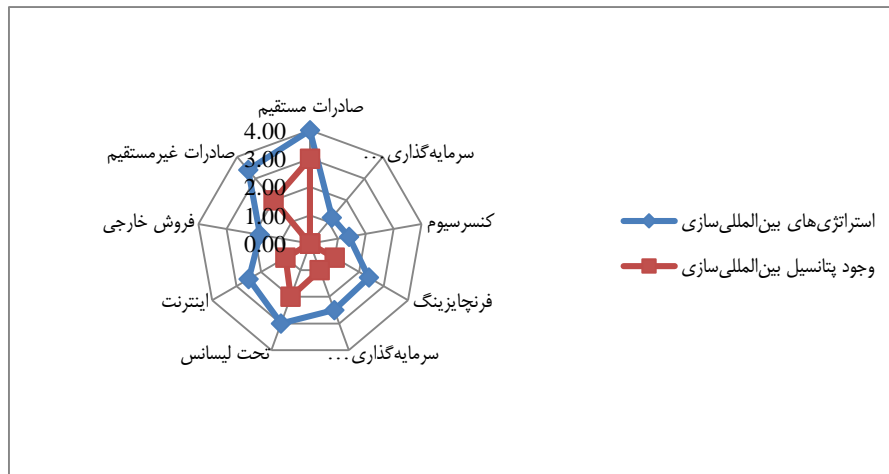 صادرات مستقیم
سرمایه‌گذاری...
کنسرسیوم
فرنچایزینگ
سرمایه‌گذاری...
تحت لیسانس
اینترنت
فروش خارجی
صادرات غیرمستقیم
4.00
3.00
2.00
1.00
0.00
استراتژی‌های بین‌المللی‌سازی
وجود پتانسیل بین‌المللی‌سازی